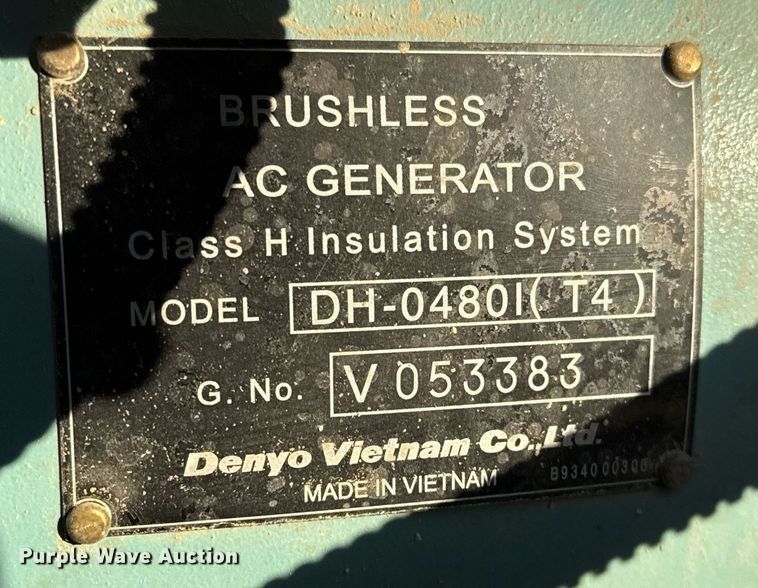 BRUSHLESS
AC GENERATOR
Class H Insulation System
MODEL DH-0480I ( T4 )
G. No. V 053383
Denyo Vietnam Co.,Ltd.
MADE IN VIETNAM
Purple Wave Auction